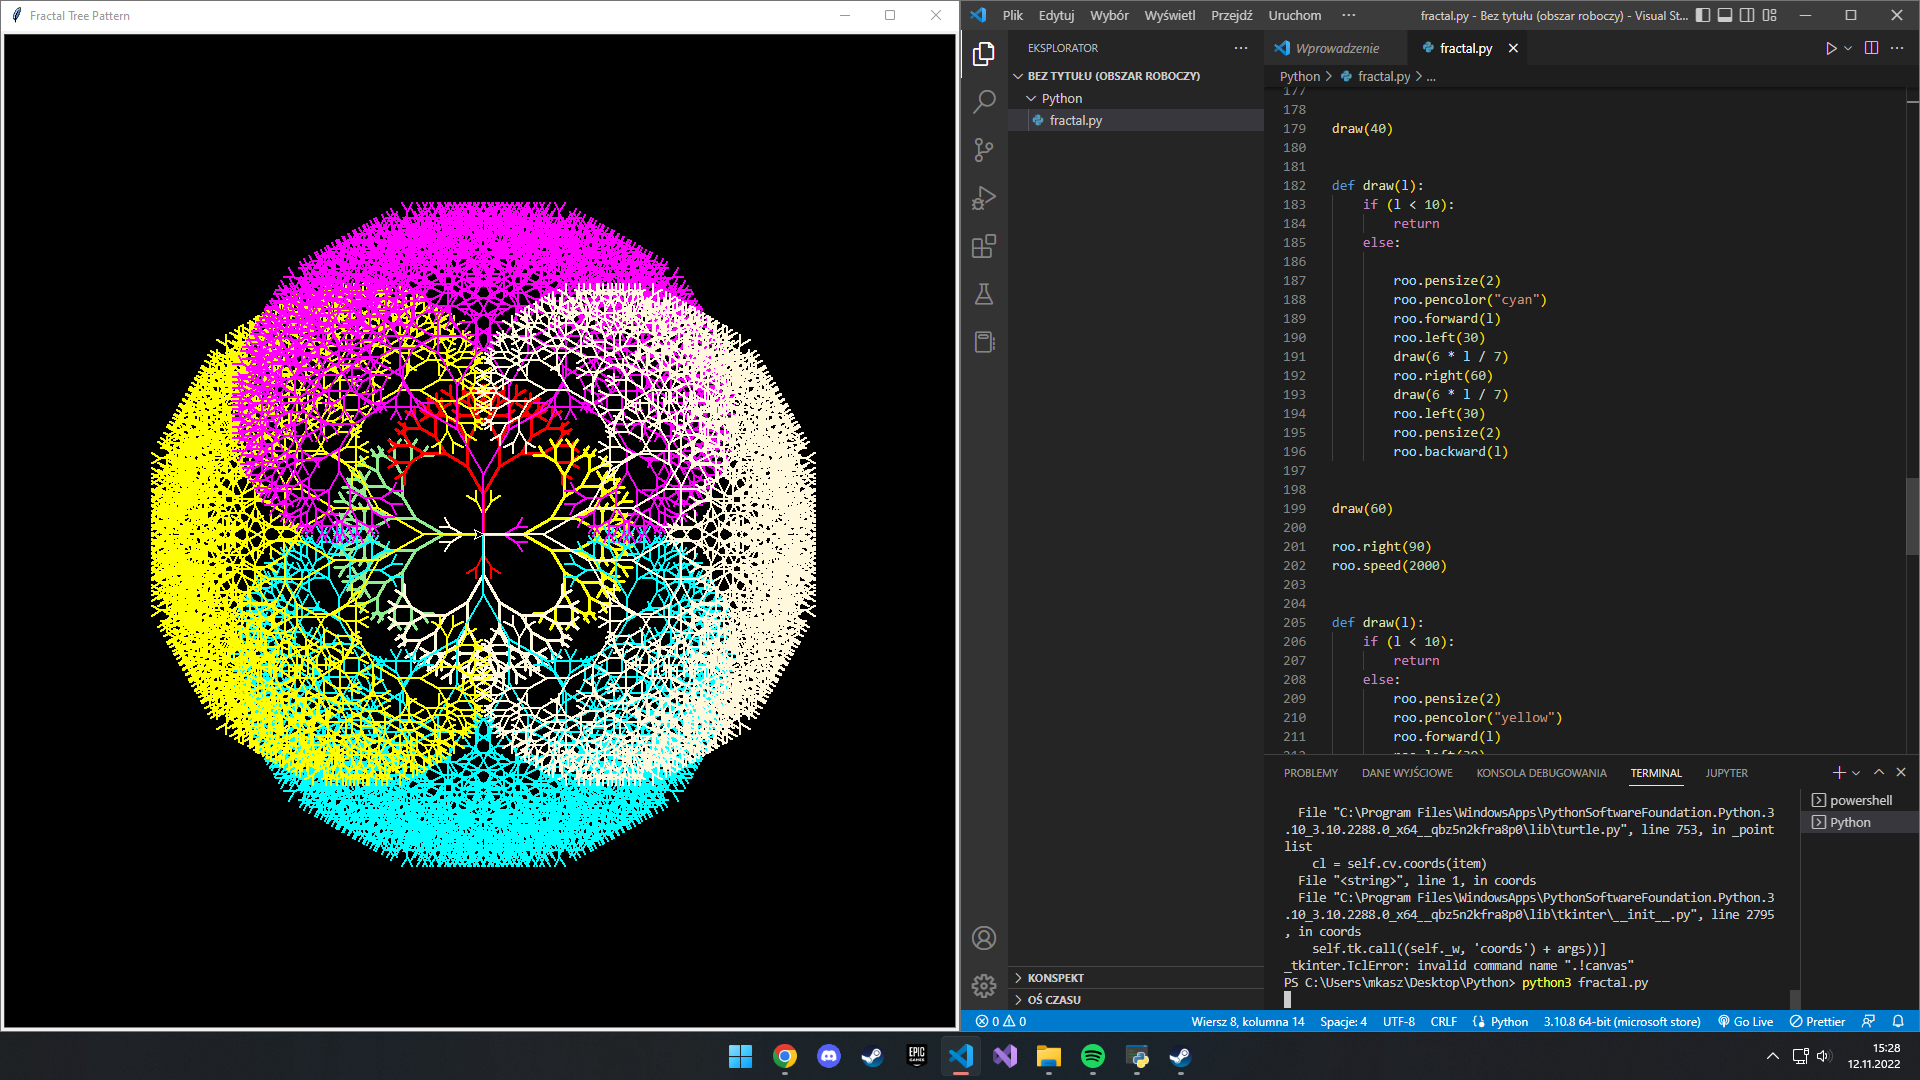 Fractal Tree Pattern
Plik Edytuj Wybór Wyświetl Przejdź Uruchom ··· fractal.py - Bez tytułu (obszar roboczy) - Visual St...
EKSPLORATOR ···
BEZ TYTUŁU (OBSZAR ROBOCZY)
Python
fractal.py
Wprowadzenie fractal.py
Python > fractal.py > ...
177
178
179 draw(40)
180
181
182 def draw(l):
183 if (l < 10):
184 return
185 else:
186
187 roo.pensize(2)
188 roo.pencolor("cyan")
189 roo.forward(l)
190 roo.left(30)
191 draw(6 * l / 7)
192 roo.right(60)
193 draw(6 * l / 7)
194 roo.left(30)
195 roo.pensize(2)
196 roo.backward(l)
197
198
199 draw(60)
200
201 roo.right(90)
202 roo.speed(2000)
203
204
205 def draw(l):
206 if (l < 10):
207 return
208 else:
209 roo.pensize(2)
210 roo.pencolor("yellow")
211 roo.forward(l)
212 roo.left(30)
PROBLEMY DANE WYJŚCIOWE KONSOLA DEBUGOWANIA TERMINAL JUPYTER
File "C:\Program Files\WindowsApps\PythonSoftwareFoundation.Python.3
.10_3.10.2288.0_x64__qbz5n2kfra8p0\lib\turtle.py", line 753, in _point
list
cl = self.cv.coords(item)
File "<string>", line 1, in coords
File "C:\Program Files\WindowsApps\PythonSoftwareFoundation.Python.3
.10_3.10.2288.0_x64__qbz5n2kfra8p0\lib\tkinter\__init__.py", line 2795
, in coords
self.tk.call((self._w, 'coords') + args))]
_tkinter.TclError: invalid command name ".!canvas"
PS C:\Users\mkasz\Desktop\Python> python3 fractal.py
powershell
Python
KONSPEKT
OŚ CZASU
0 0 Wiersz 8, kolumna 14 Spacje: 4 UTF-8 CRLF Python 3.10.8 64-bit (microsoft store) Go Live Prettier
EPIC GAMES
15:28
12.11.2022